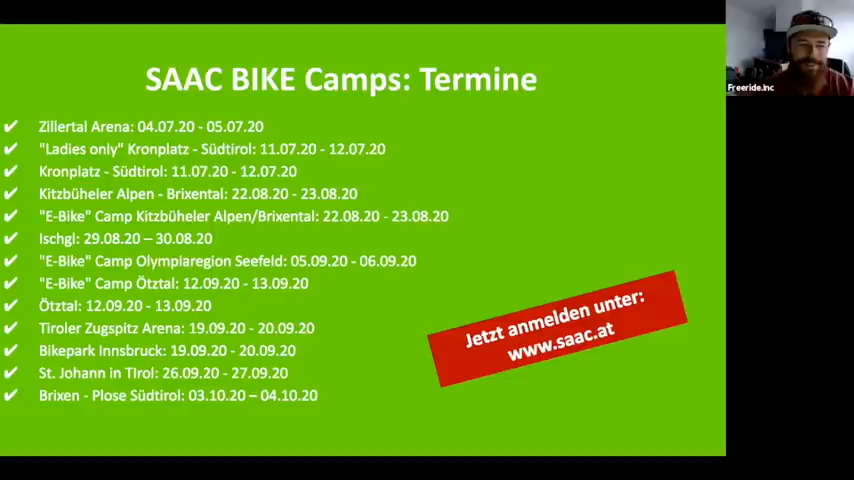 SAAC BIKE Camps: Termine
✔ Zillertal Arena: 04.07.20 - 05.07.20
✔ "Ladies only" Kronplatz - Südtirol: 11.07.20 - 12.07.20
✔ Kronplatz - Südtirol: 11.07.20 - 12.07.20
✔ Kitzbüheler Alpen - Brixental: 22.08.20 - 23.08.20
✔ "E-Bike" Camp Kitzbüheler Alpen/Brixental: 22.08.20 - 23.08.20
✔ Ischgl: 29.08.20 – 30.08.20
✔ "E-Bike" Camp Olympiaregion Seefeld: 05.09.20 - 06.09.20
✔ "E-Bike" Camp Ötztal: 12.09.20 - 13.09.20
✔ Ötztal: 12.09.20 - 13.09.20
✔ Tiroler Zugspitz Arena: 19.09.20 - 20.09.20
✔ Bikepark Innsbruck: 19.09.20 - 20.09.20
✔ St. Johann in TIrol: 26.09.20 - 27.09.20
✔ Brixen - Plose Südtirol: 03.10.20 – 04.10.20
Jetzt anmelden unter:
www.saac.at
Freeride.Inc